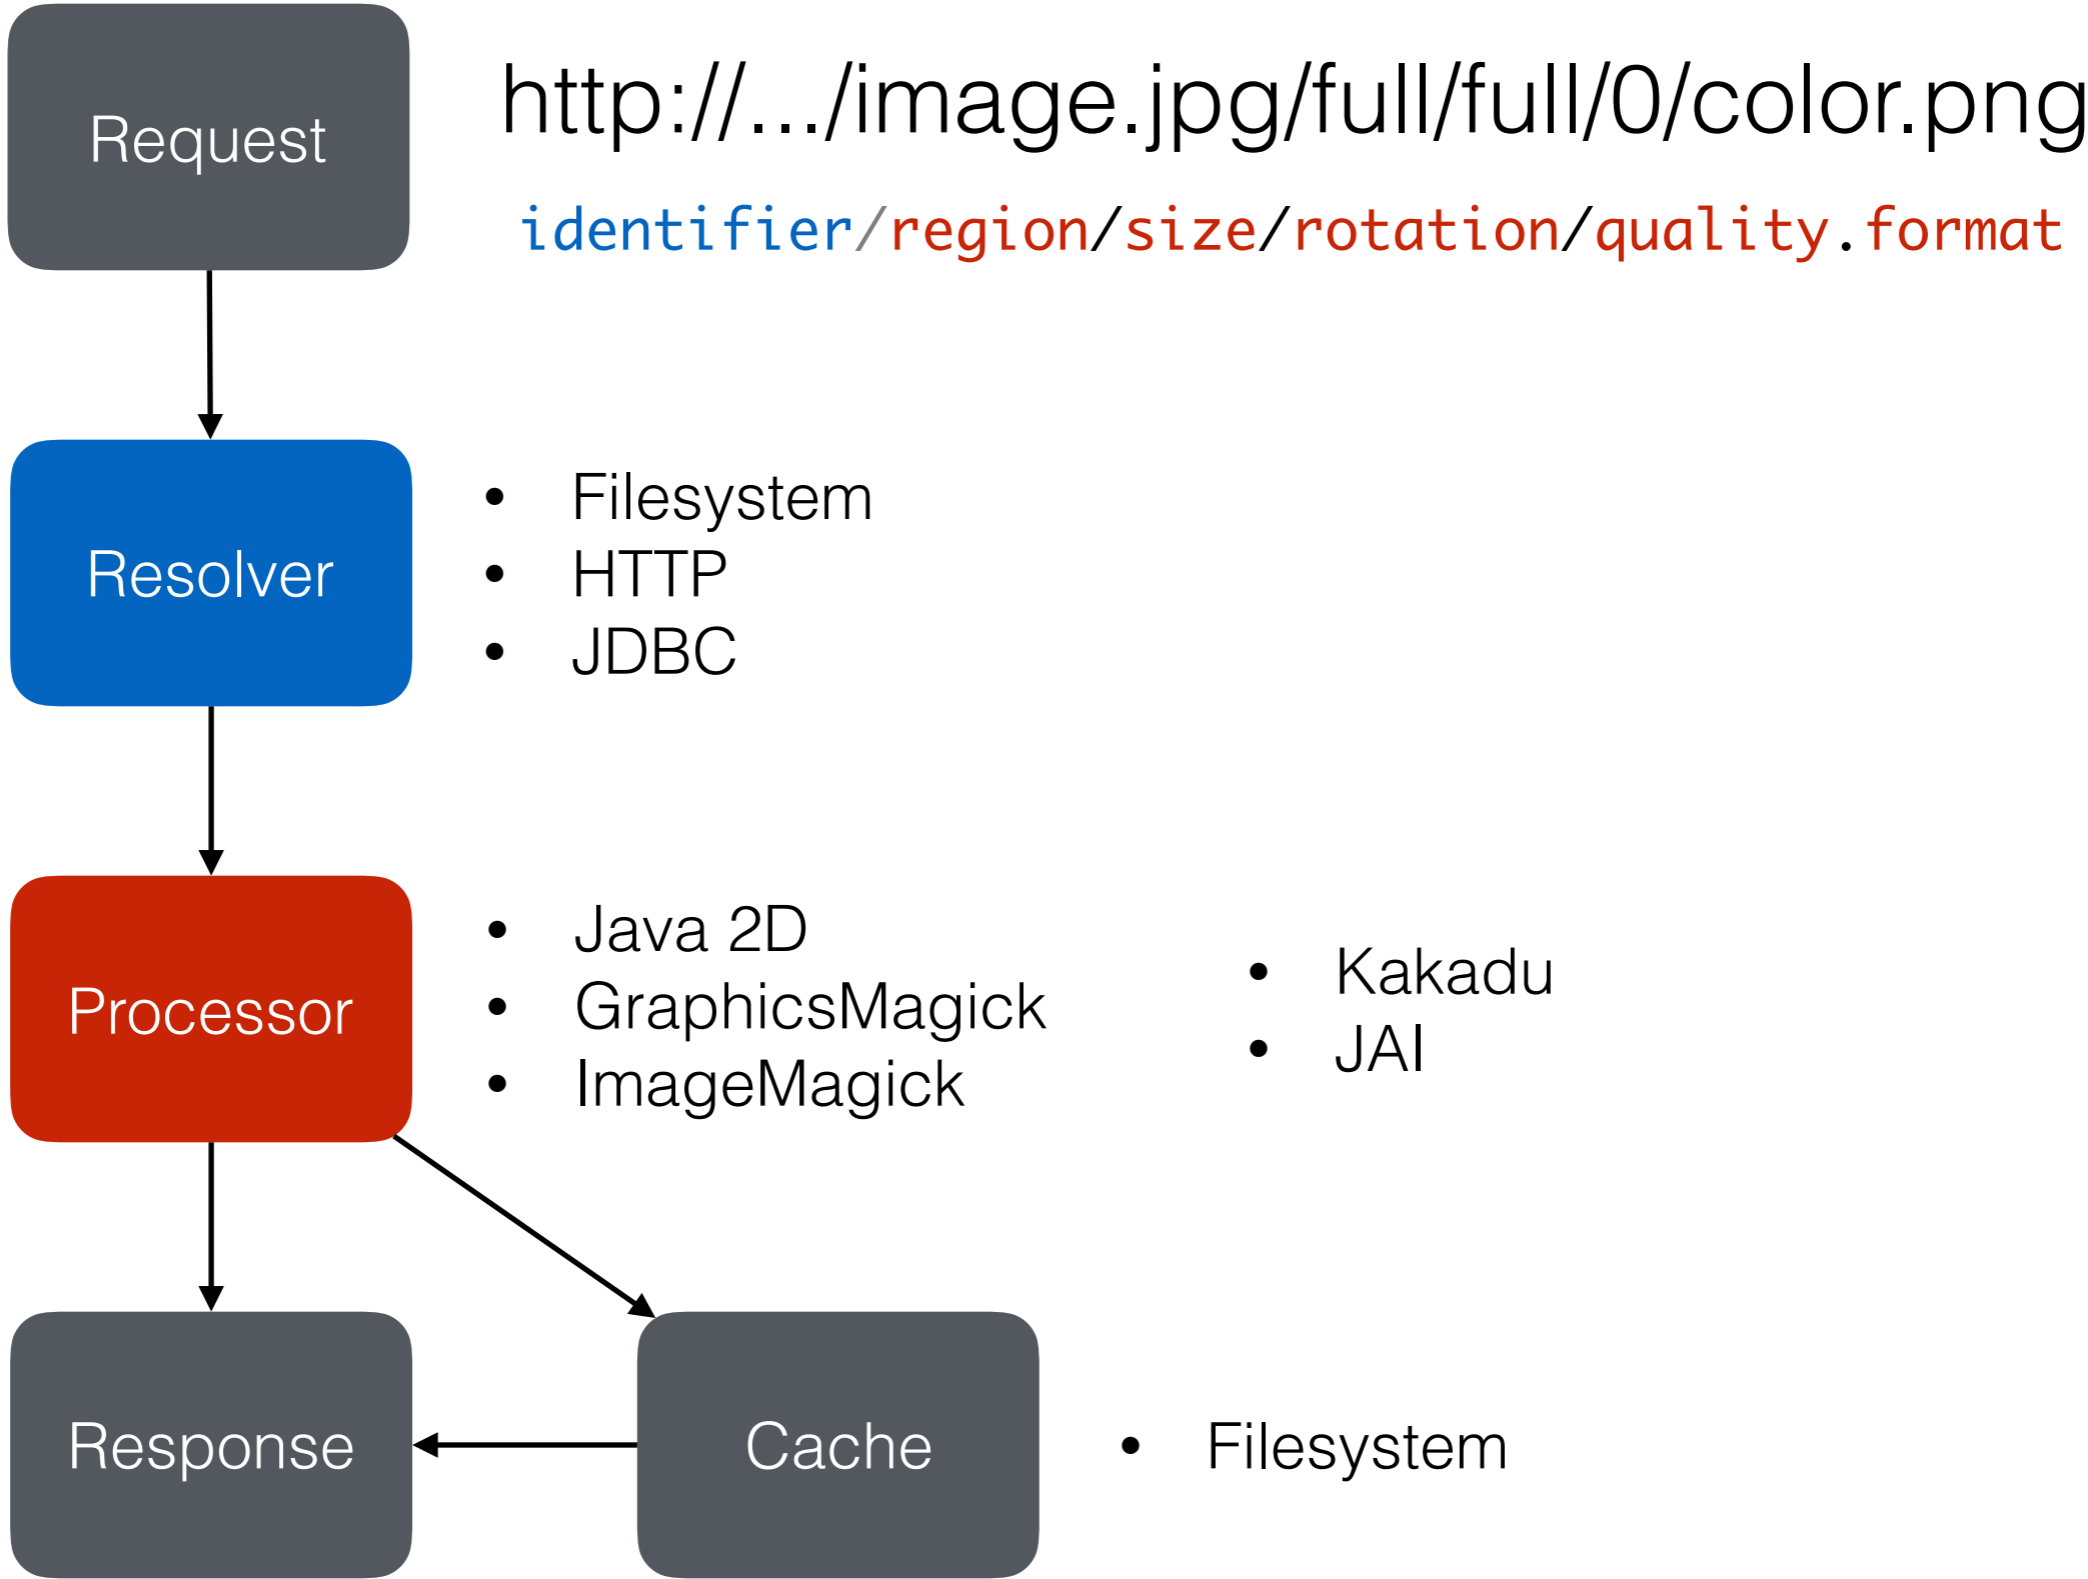 Request
http://.../image.jpg/full/full/0/color.png
identifier/region/size/rotation/quality.format
Resolver
• Filesystem
• HTTP
• JDBC
Processor
• Java 2D
• GraphicsMagick
• ImageMagick
• Kakadu
• JAI
Response
Cache
• Filesystem